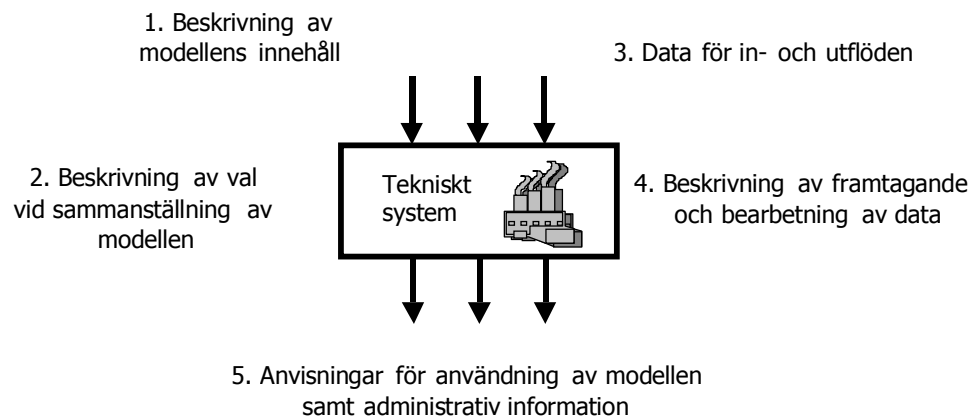 1. Beskrivning av
modellens innehåll
3. Data för in- och utflöden
2. Beskrivning av val
vid sammanställning av
modellen
Tekniskt
system
4. Beskrivning av framtagande
och bearbetning av data
5. Anvisningar för användning av modellen
samt administrativ information